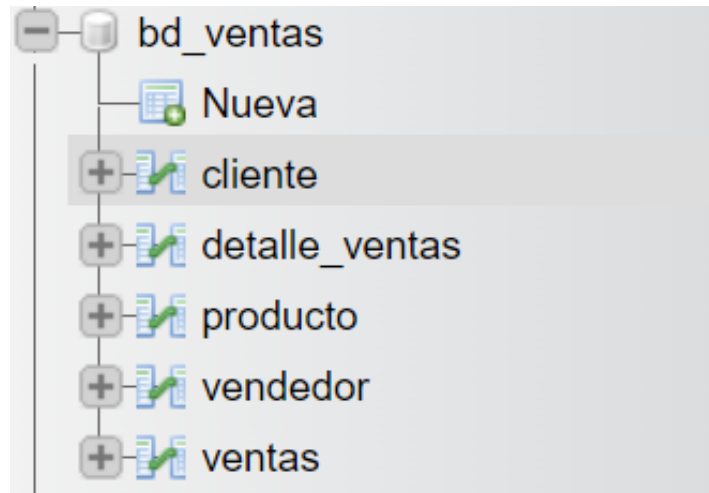 bd_ventas
Nueva
cliente
detalle_ventas
producto
vendedor
ventas